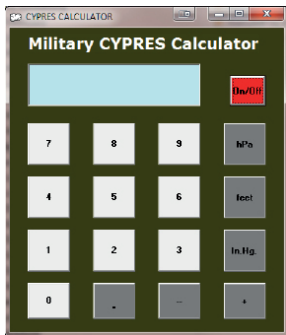 CYPRES CALCULATOR
Military CYPRES Calculator
On/Off
7 8 9 hPa
4 5 6 feet
1 2 3 In.Hg.
0 . - +